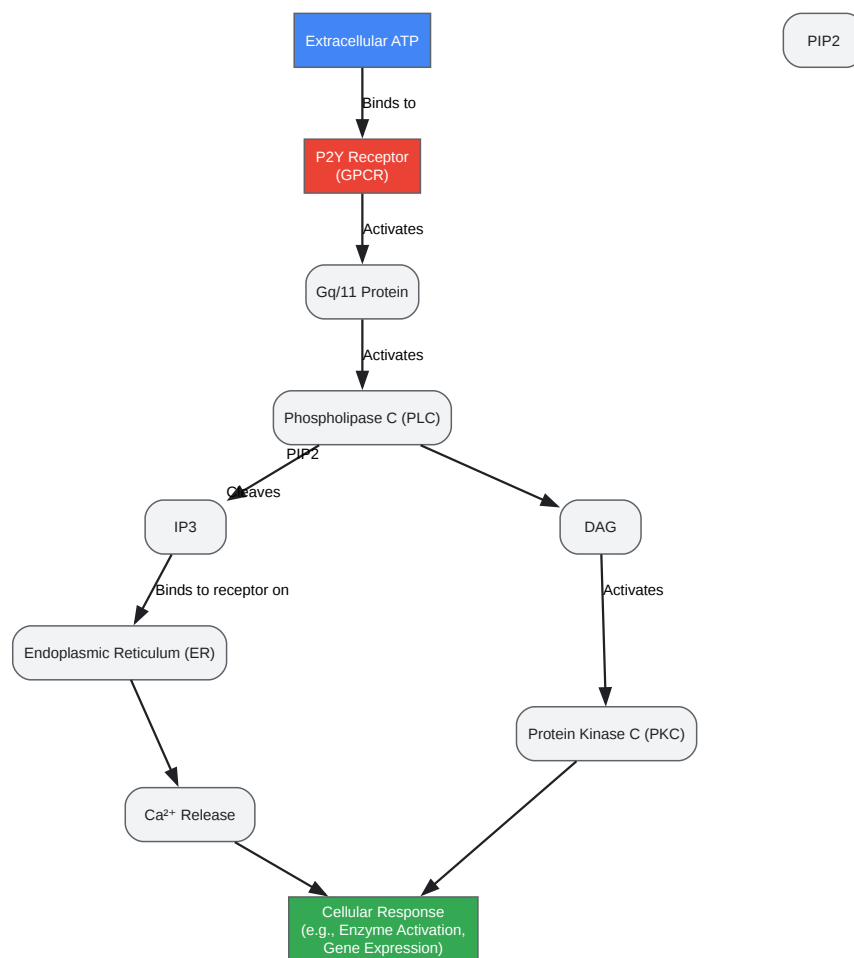 Extracellular ATP
PIP2
Binds to
P2Y Receptor
(GPCR)
Activates
Gq/11 Protein
Activates
Phospholipase C (PLC)
PIP2
Cleaves
IP3
DAG
Binds to receptor on
Activates
Endoplasmic Reticulum (ER)
Protein Kinase C (PKC)
Ca²⁺ Release
Cellular Response
(e.g., Enzyme Activation,
Gene Expression)